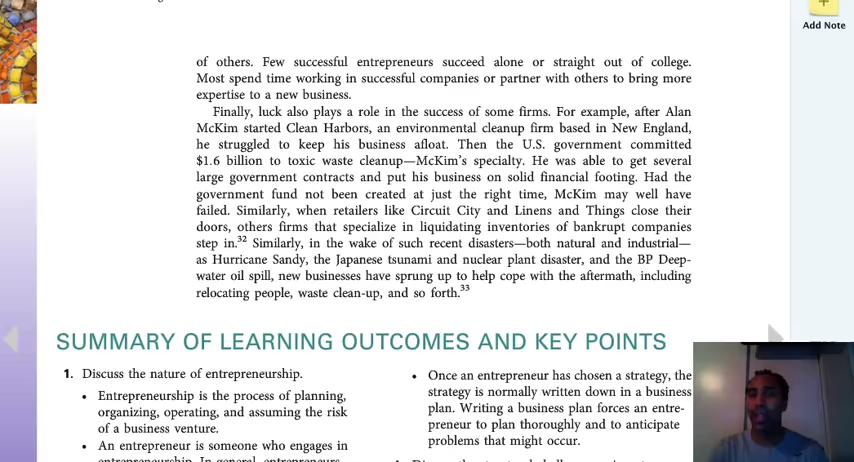 Add Note
of others. Few successful entrepreneurs succeed alone or straight out of college.
Most spend time working in successful companies or partner with others to bring more
expertise to a new business.
Finally, luck also plays a role in the success of some firms. For example, after Alan
McKim started Clean Harbors, an environmental cleanup firm based in New England,
he struggled to keep his business afloat. Then the U.S. government committed
$1.6 billion to toxic waste cleanup—McKim's specialty. He was able to get several
large government contracts and put his business on solid financial footing. Had the
government fund not been created at just the right time, McKim may well have
failed. Similarly, when retailers like Circuit City and Linens and Things close their
doors, others firms that specialize in liquidating inventories of bankrupt companies
step in.32 Similarly, in the wake of such recent disasters—both natural and industrial—
as Hurricane Sandy, the Japanese tsunami and nuclear plant disaster, and the BP Deep-
water oil spill, new businesses have sprung up to help cope with the aftermath, including
relocating people, waste clean-up, and so forth.33
SUMMARY OF LEARNING OUTCOMES AND KEY POINTS
1. Discuss the nature of entrepreneurship.
• Entrepreneurship is the process of planning,
organizing, operating, and assuming the risk
of a business venture.
• An entrepreneur is someone who engages in
entrepreneurship. In general, entrepreneurs
• Once an entrepreneur has chosen a strategy, the
strategy is normally written down in a business
plan. Writing a business plan forces an entre-
preneur to plan thoroughly and to anticipate
problems that might occur.